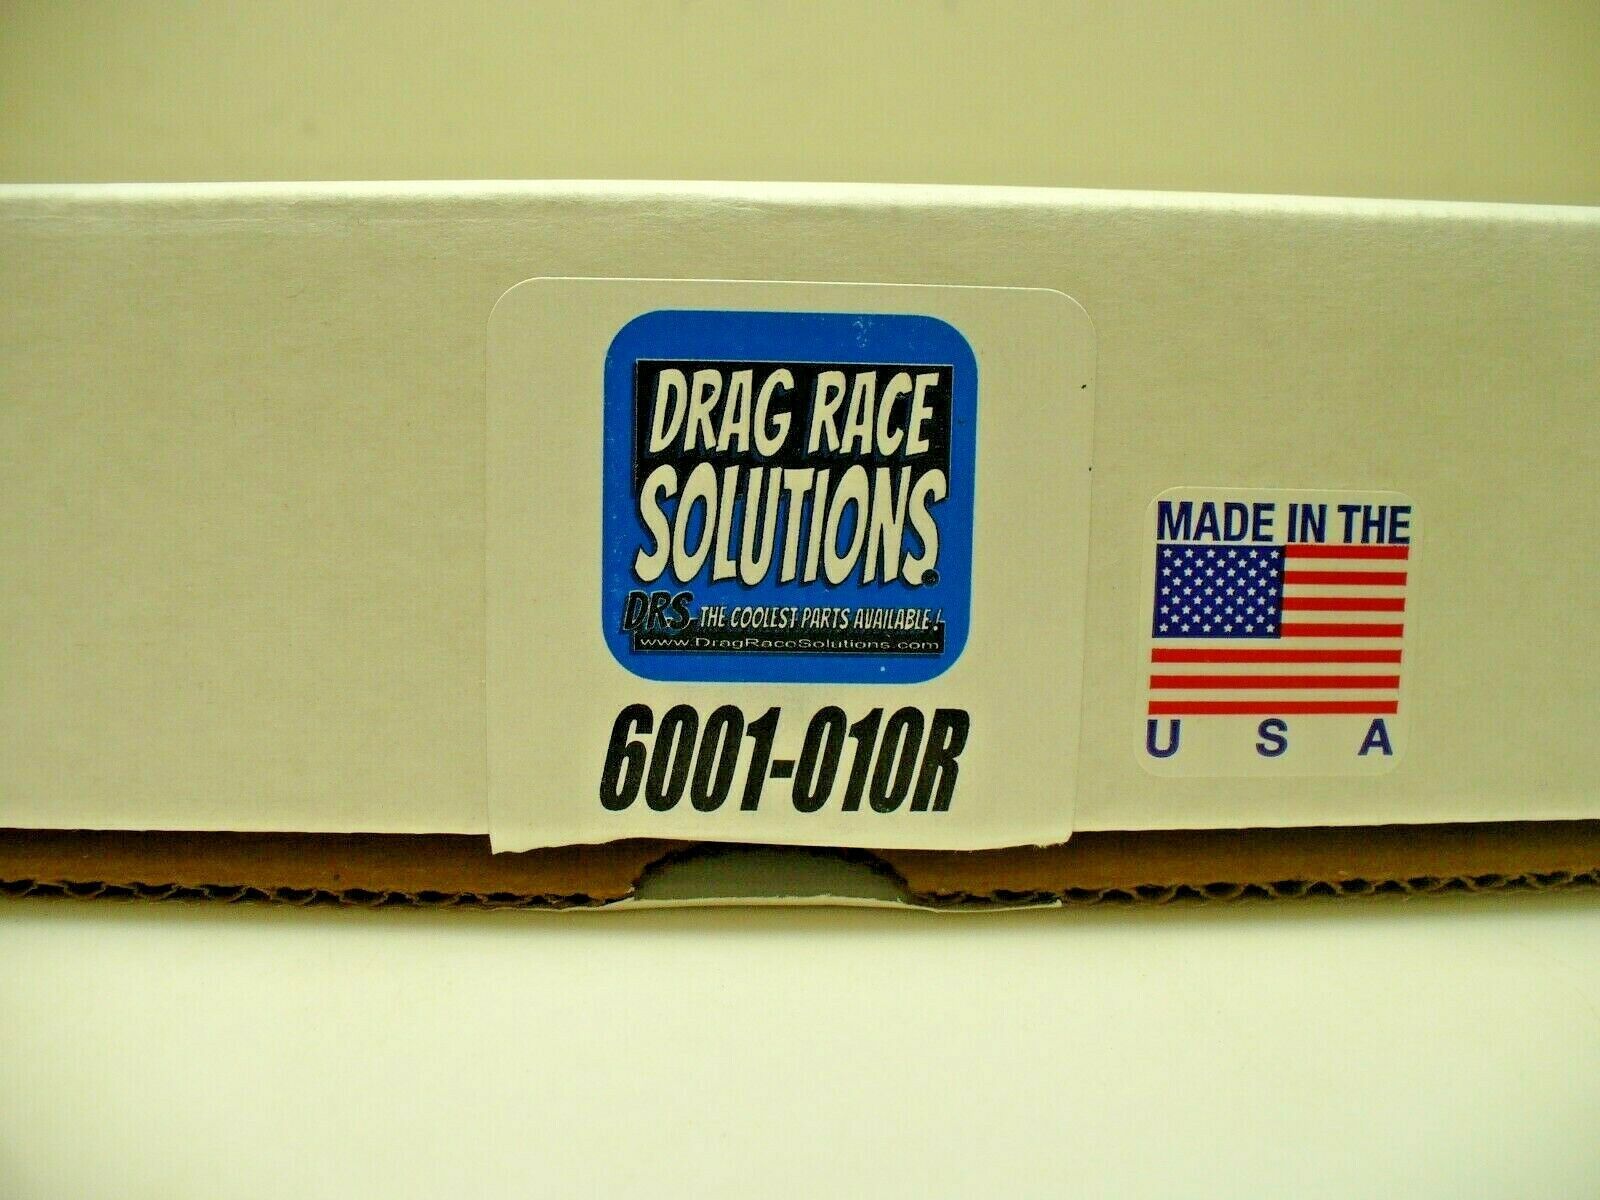 DRAG RACE
SOLUTIONS.
DRS THE COOLEST PARTS AVAILABLE!
www.DragRaceSolutions.com
6001-010R
MADE IN THE
U S A